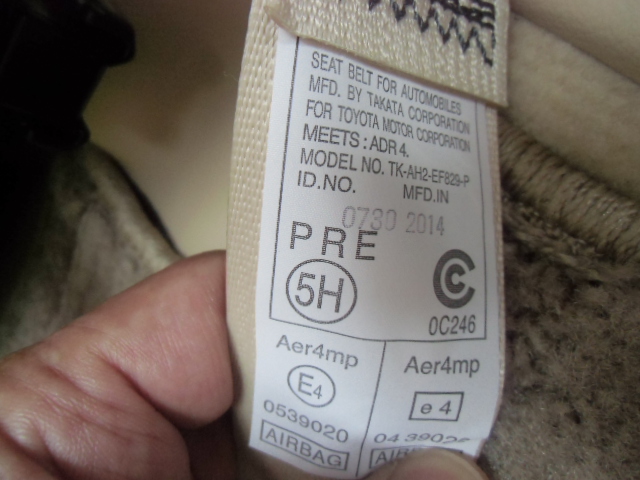 SEAT BELT FOR AUTOMOBILES
MFD. BY TAKATA CORPORATION
FOR TOYOTA MOTOR CORPORATION
MEETS : ADR 4.
MODEL NO. TK-AH2-EF829-P
ID.NO. MFD.IN
0730 2014
PRE
5H
C
0C246
Aer4mp
E4
0539020
AIRBAG
Aer4mp
e 4